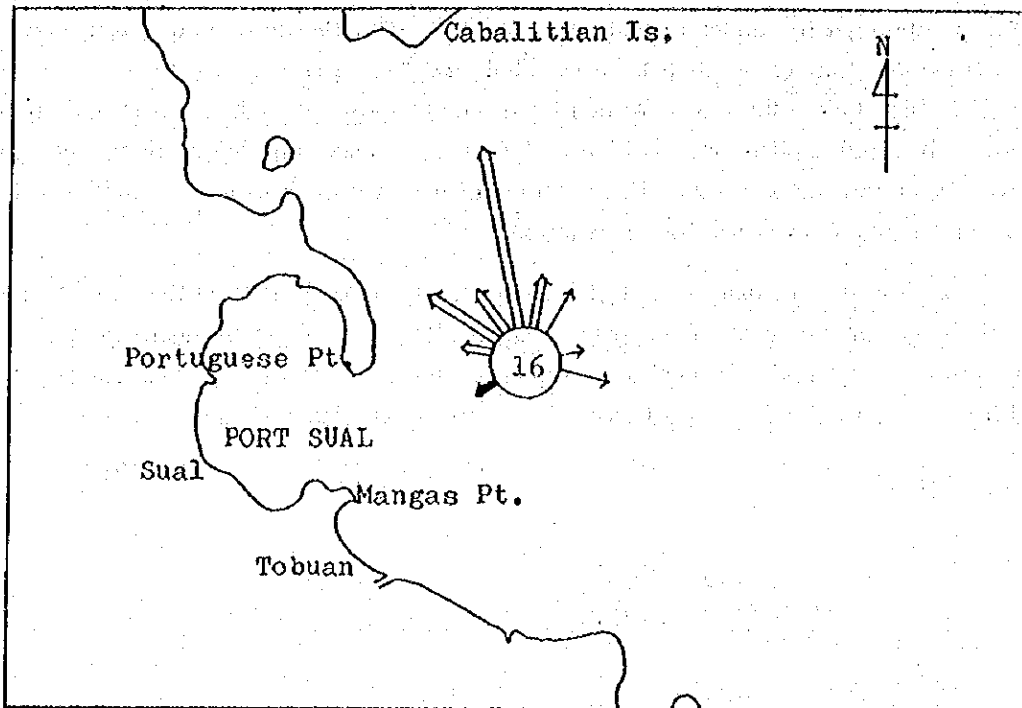 Cabalitian Is.
N
16
Portuguese Pt.
PORT SUAL
Sual
Mangas Pt.
Tobuan